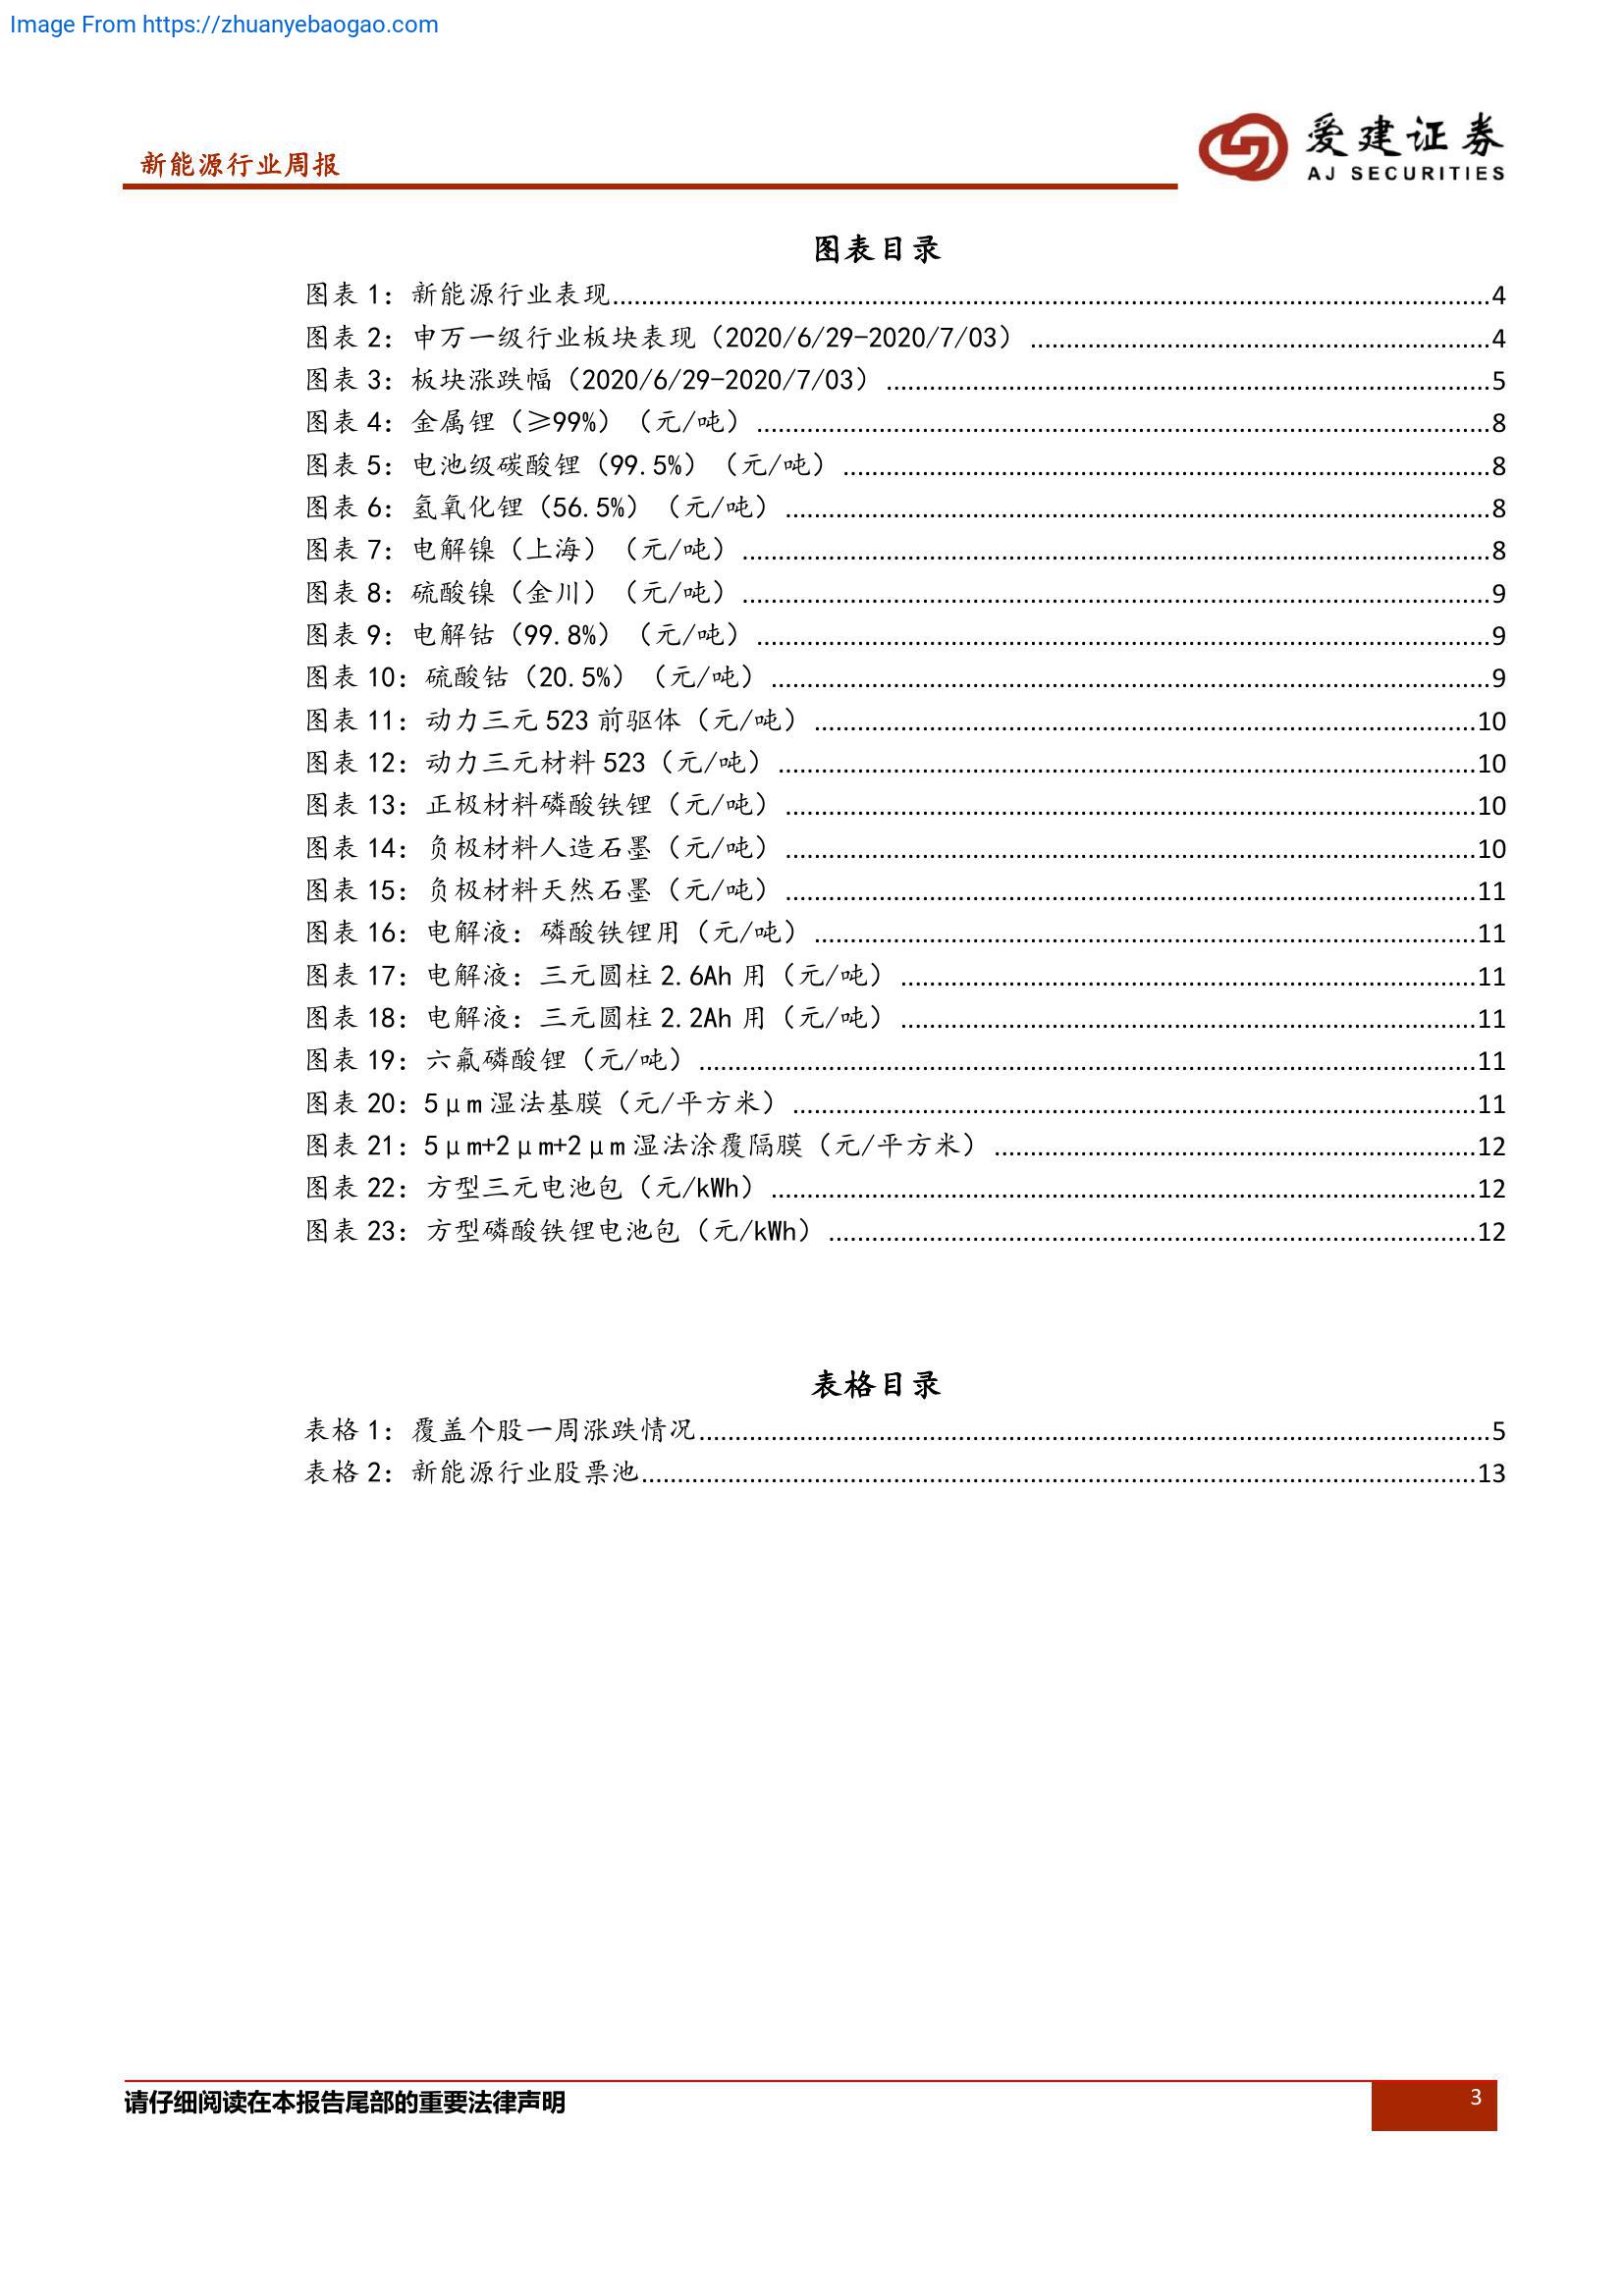 Image From https://zhuanyebaogao.com
爱建证券
AJ SECURITIES
新能源行业周报
图表目录
图表 1：新能源行业表现....................4
图表 2：申万一级行业板块表现（2020/6/29-2020/7/03）....................4
图表 3：板块涨跌幅（2020/6/29-2020/7/03）....................5
图表 4：金属锂（≥99%）（元/吨）....................8
图表 5：电池级碳酸锂（99.5%）（元/吨）....................8
图表 6：氢氧化锂（56.5%）（元/吨）....................8
图表 7：电解镍（上海）（元/吨）....................8
图表 8：硫酸镍（金川）（元/吨）....................9
图表 9：电解钴（99.8%）（元/吨）....................9
图表 10：硫酸钴（20.5%）（元/吨）....................9
图表 11：动力三元 523 前驱体（元/吨）....................10
图表 12：动力三元材料 523（元/吨）....................10
图表 13：正极材料磷酸铁锂（元/吨）....................10
图表 14：负极材料人造石墨（元/吨）....................10
图表 15：负极材料天然石墨（元/吨）....................11
图表 16：电解液：磷酸铁锂用（元/吨）....................11
图表 17：电解液：三元圆柱 2.6Ah 用（元/吨）....................11
图表 18：电解液：三元圆柱 2.2Ah 用（元/吨）....................11
图表 19：六氟磷酸锂（元/吨）....................11
图表 20：5μm 湿法基膜（元/平方米）....................11
图表 21：5μm+2μm+2μm 湿法涂覆隔膜（元/平方米）....................12
图表 22：方型三元电池包（元/kWh）....................12
图表 23：方型磷酸铁锂电池包（元/kWh）....................12
表格目录
表格 1：覆盖个股一周涨跌情况....................5
表格 2：新能源行业股票池....................13
请仔细阅读在本报告尾部的重要法律声明
3